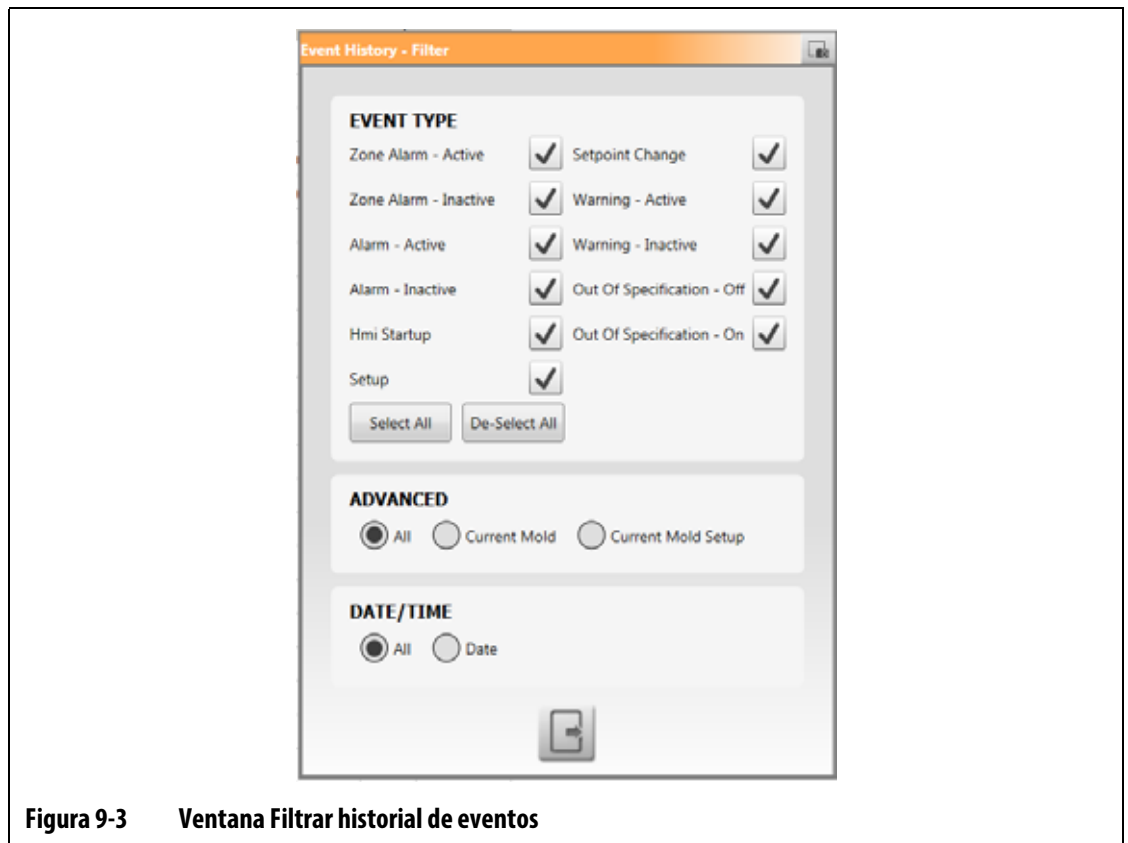 Event History - Filter
EVENT TYPE
Zone Alarm - Active Setpoint Change
Zone Alarm - Inactive Warning - Active
Alarm - Active Warning - Inactive
Alarm - Inactive Out Of Specification - Off
Hmi Startup Out Of Specification - On
Setup
Select All De-Select All
ADVANCED
All Current Mold Current Mold Setup
DATE/TIME
All Date
Figura 9-3 Ventana Filtrar historial de eventos